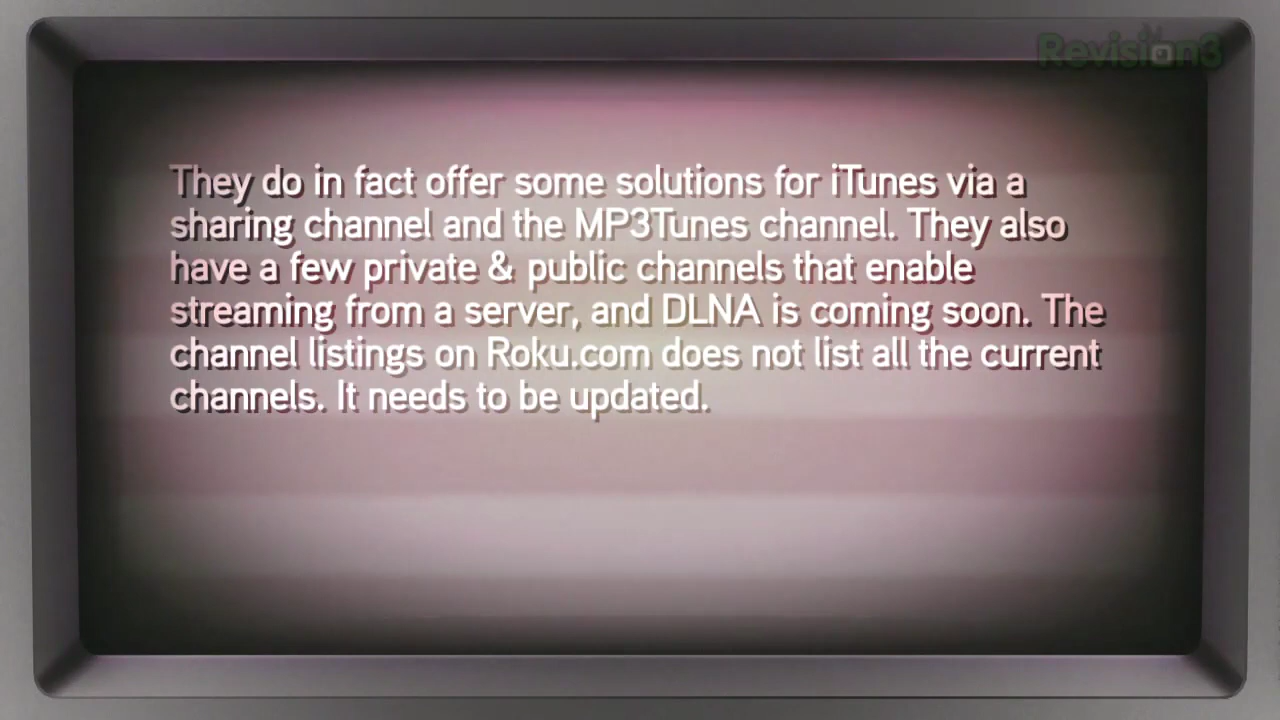 Revision3
They do in fact offer some solutions for iTunes via a
sharing channel and the MP3Tunes channel. They also
have a few private & public channels that enable
streaming from a server, and DLNA is coming soon. The
channel listings on Roku.com does not list all the current
channels. It needs to be updated.